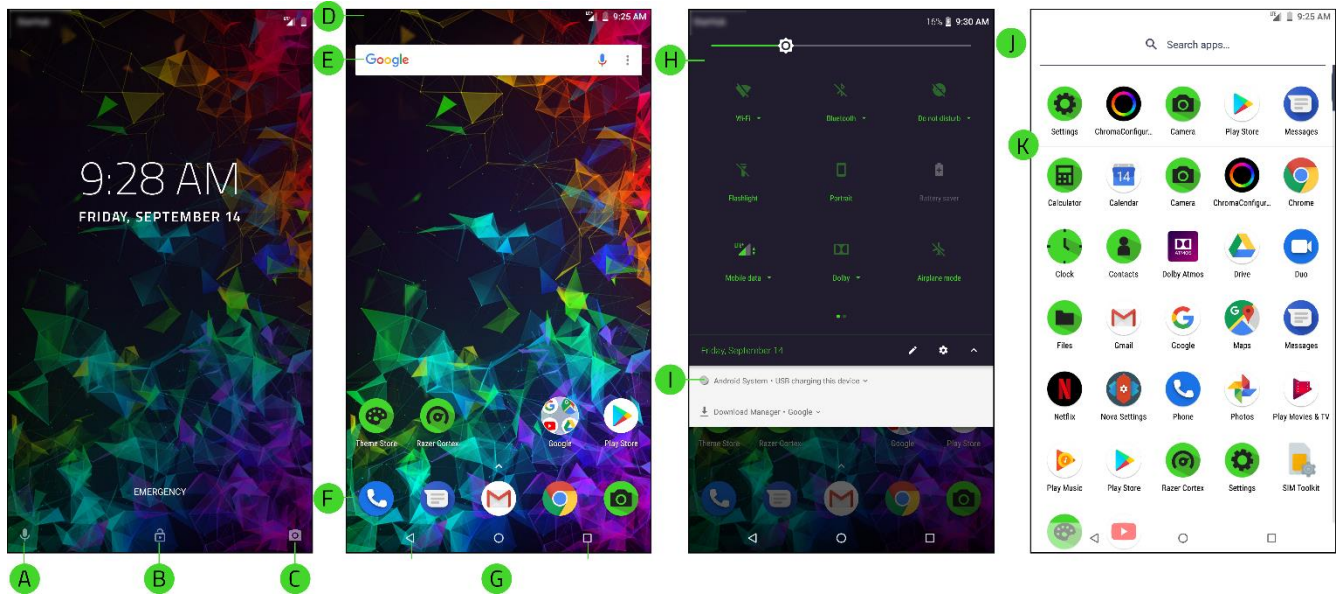 9:28 AM
FRIDAY, SEPTEMBER 14
EMERGENCY
A
B
C
D
LTE 9:25 AM
E
Google
Theme Store Razer Cortex Google Play Store
F
G
16% 9:30 AM
H
Wi-Fi Bluetooth Do not disturb
Flashlight Portrait Battery saver
LTE
Mobile data Dolby Airplane mode
Friday, September 14
I
Android System • USB charging this device
Download Manager • Google
Theme Store Razer Cortex Google Play Store
LTE 9:25 AM
J
Search apps...
Settings ChromaConfigur... Camera Play Store Messages
K
14
Calculator Calendar Camera ChromaConfigur... Chrome
ATMOS
Clock Contacts Dolby Atmos Drive Duo
Files Gmail Google Maps Messages
Netflix Nova Settings Phone Photos Play Movies & TV
Play Music Play Store Razer Cortex Settings SIM Toolkit